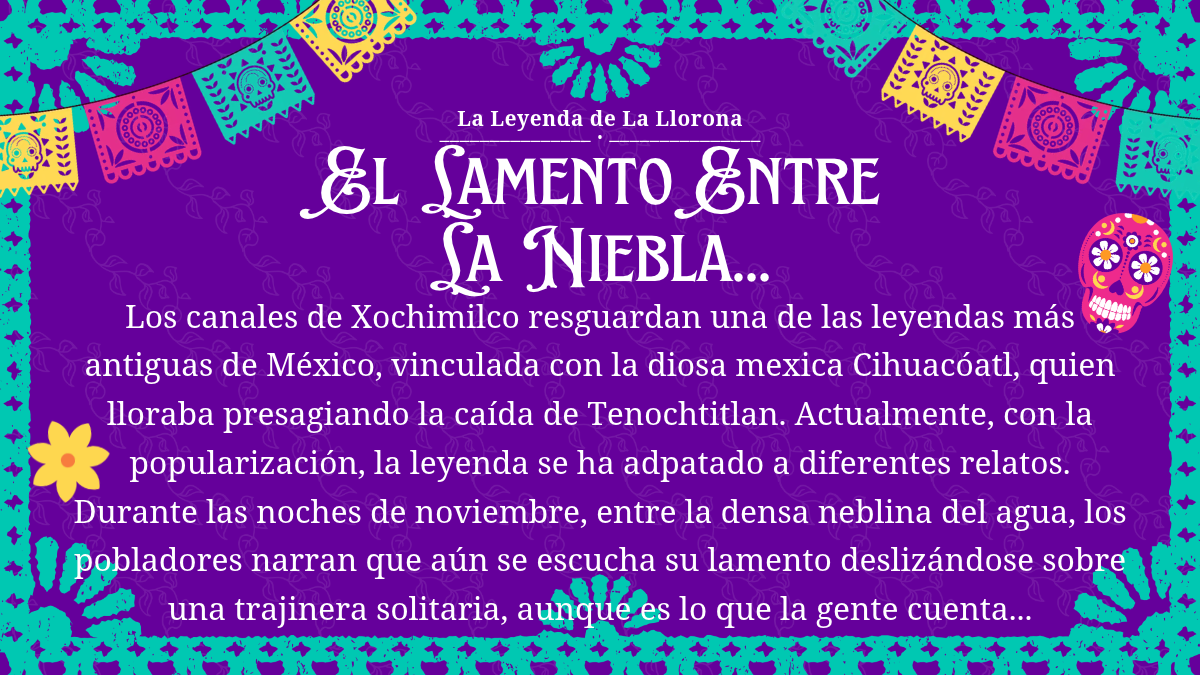 La Leyenda de La Llorona
El Lamento Entre
La Niebla...
Los canales de Xochimilco resguardan una de las leyendas más
antiguas de México, vinculada con la diosa mexica Cihuacóatl, quien
lloraba presagiando la caída de Tenochtitlan. Actualmente, con la
popularización, la leyenda se ha adpatado a diferentes relatos.
Durante las noches de noviembre, entre la densa neblina del agua, los
pobladores narran que aún se escucha su lamento deslizándose sobre
una trajinera solitaria, aunque es lo que la gente cuenta...